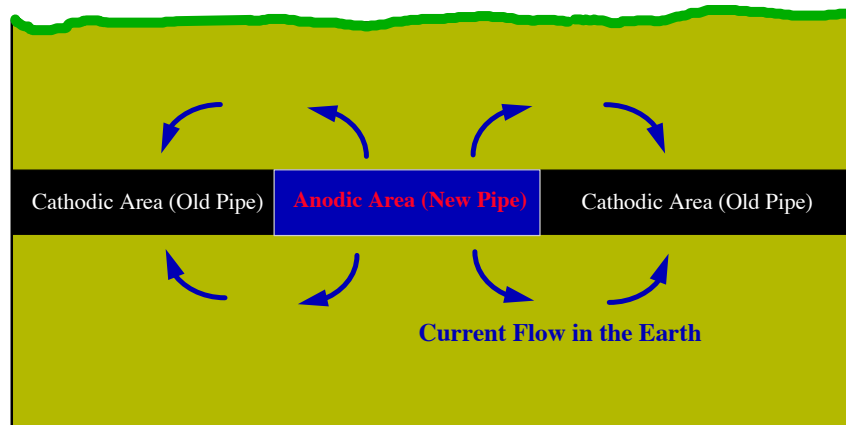 Cathodic Area (Old Pipe)
Anodic Area (New Pipe)
Cathodic Area (Old Pipe)
Current Flow in the Earth